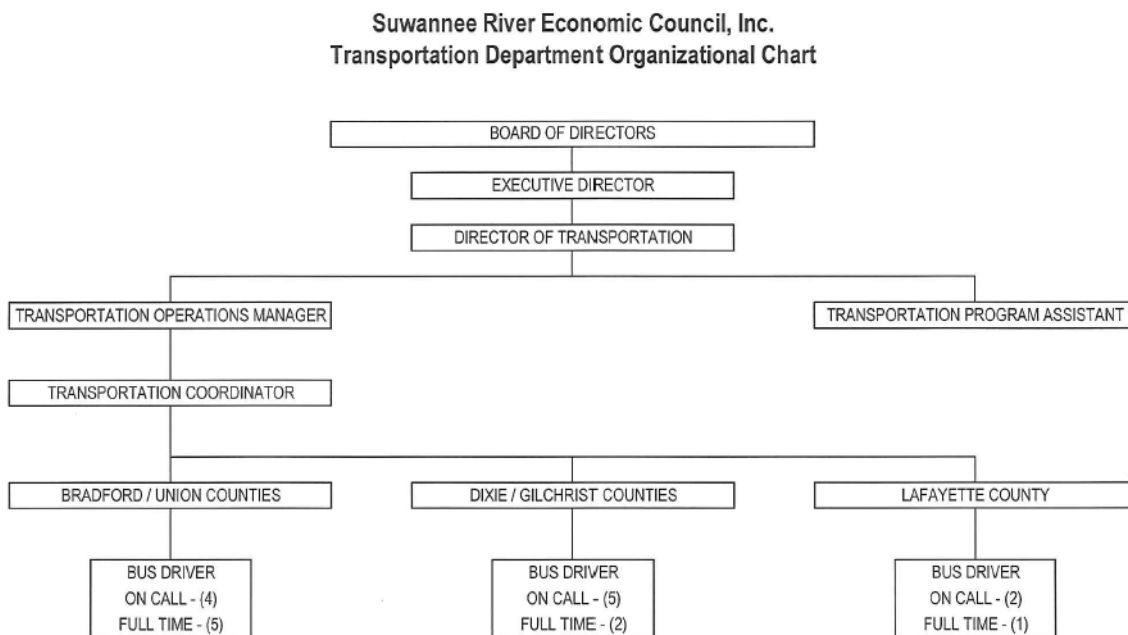 Suwannee River Economic Council, Inc.
Transportation Department Organizational Chart
BOARD OF DIRECTORS
EXECUTIVE DIRECTOR
DIRECTOR OF TRANSPORTATION
TRANSPORTATION OPERATIONS MANAGER
TRANSPORTATION PROGRAM ASSISTANT
TRANSPORTATION COORDINATOR
BRADFORD / UNION COUNTIES
DIXIE / GILCHRIST COUNTIES
LAFAYETTE COUNTY
BUS DRIVER
ON CALL - (4)
FULL TIME - (5)
BUS DRIVER
ON CALL - (5)
FULL TIME - (2)
BUS DRIVER
ON CALL - (2)
FULL TIME - (1)